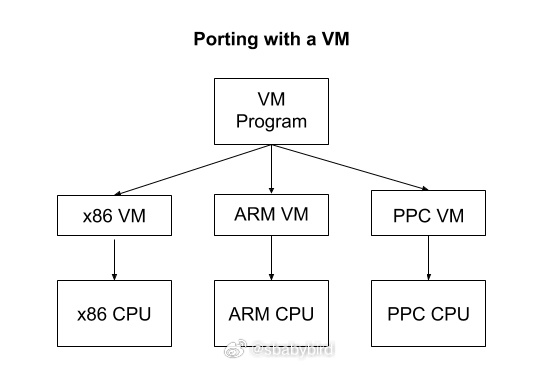 Porting with a VM
VM
Program
x86 VM
ARM VM
PPC VM
x86 CPU
ARM CPU
PPC CPU
@sbabybird